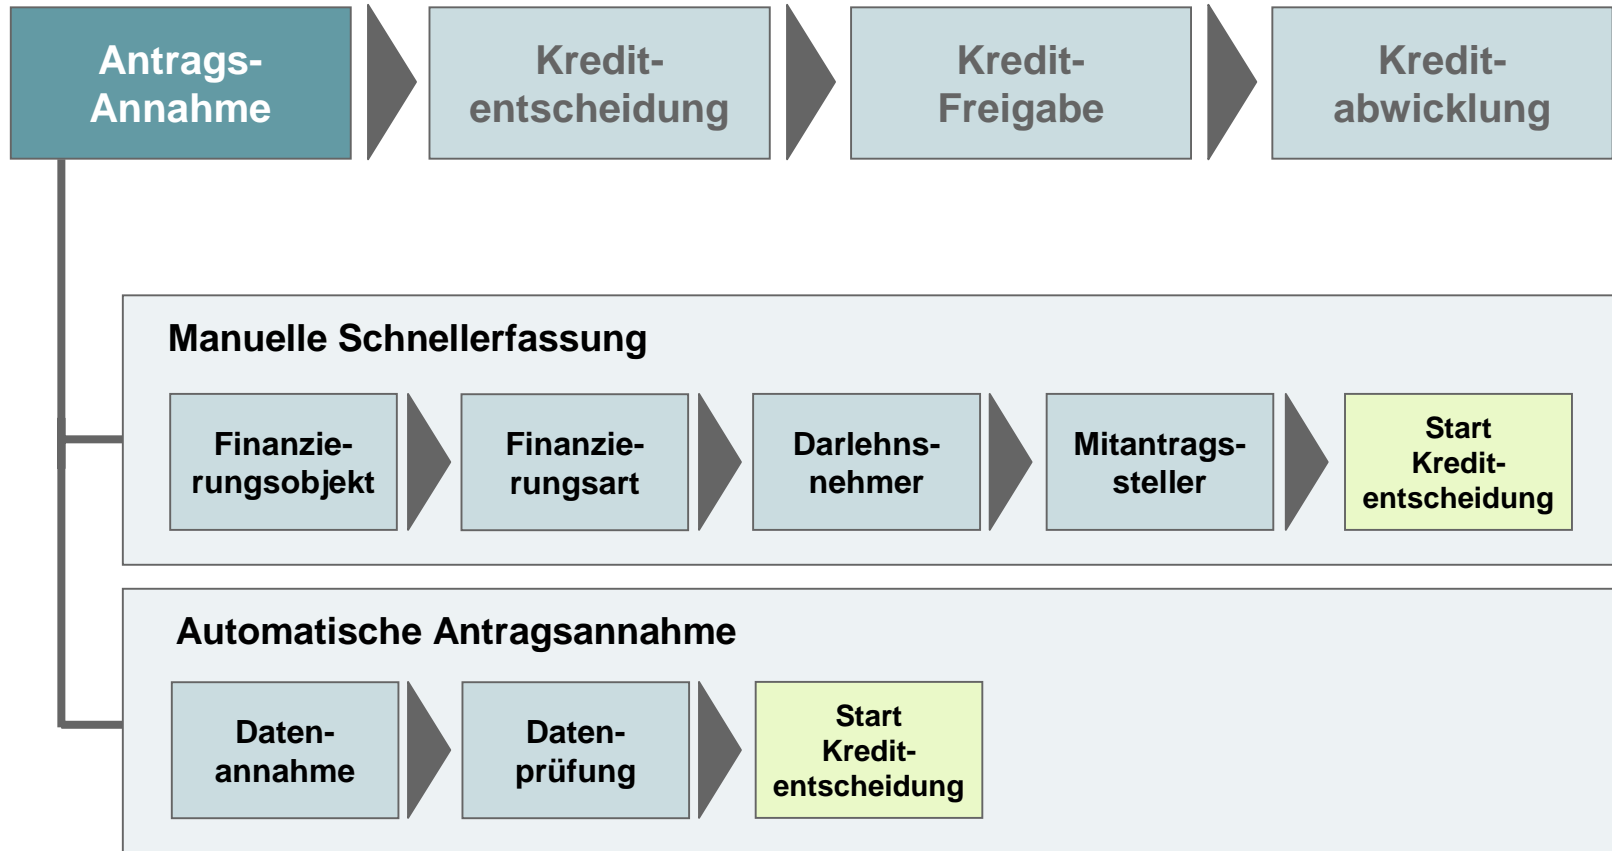 Antrags-
Annahme
Kredit-
entscheidung
Kredit-
Freigabe
Kredit-
abwicklung
Manuelle Schnellerfassung
Finanzie-
rungsobjekt
Finanzie-
rungsart
Darlehns-
nehmer
Mitantrags-
steller
Start
Kredit-
entscheidung
Automatische Antragsannahme
Daten-
annahme
Daten-
prüfung
Start
Kredit-
entscheidung